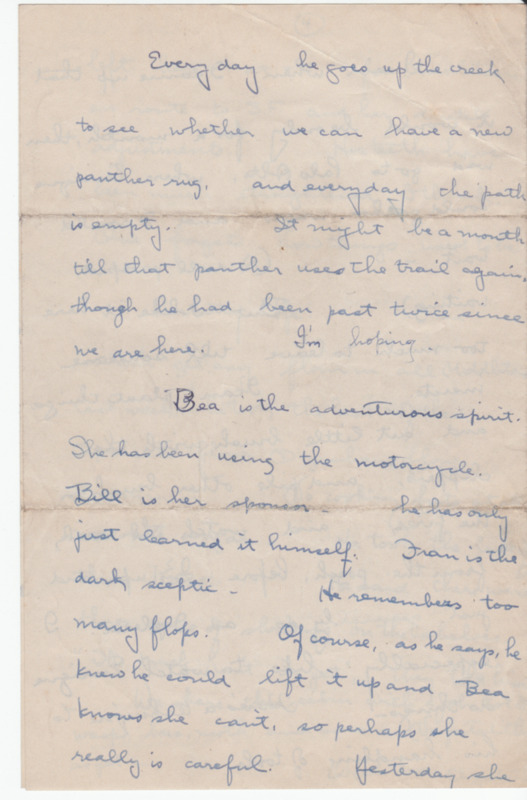 Every day he goes up the creek
to see whether we can have a new
panther rug, and everyday the path
is empty. It might be a month
till that panther uses the trail again,
though he had been past twice since
we are here. I'm hoping.
Bea is the adventurous spirit.
She has been using the motorcycle.
Bill is her sponsor - he has only
just learned it himself. Fran is the
dark sceptic - He remembers too
many flops. Of course, as he says, he
knew he could lift it up and Bea
knows she can't, so perhaps she
really is careful. Yesterday she